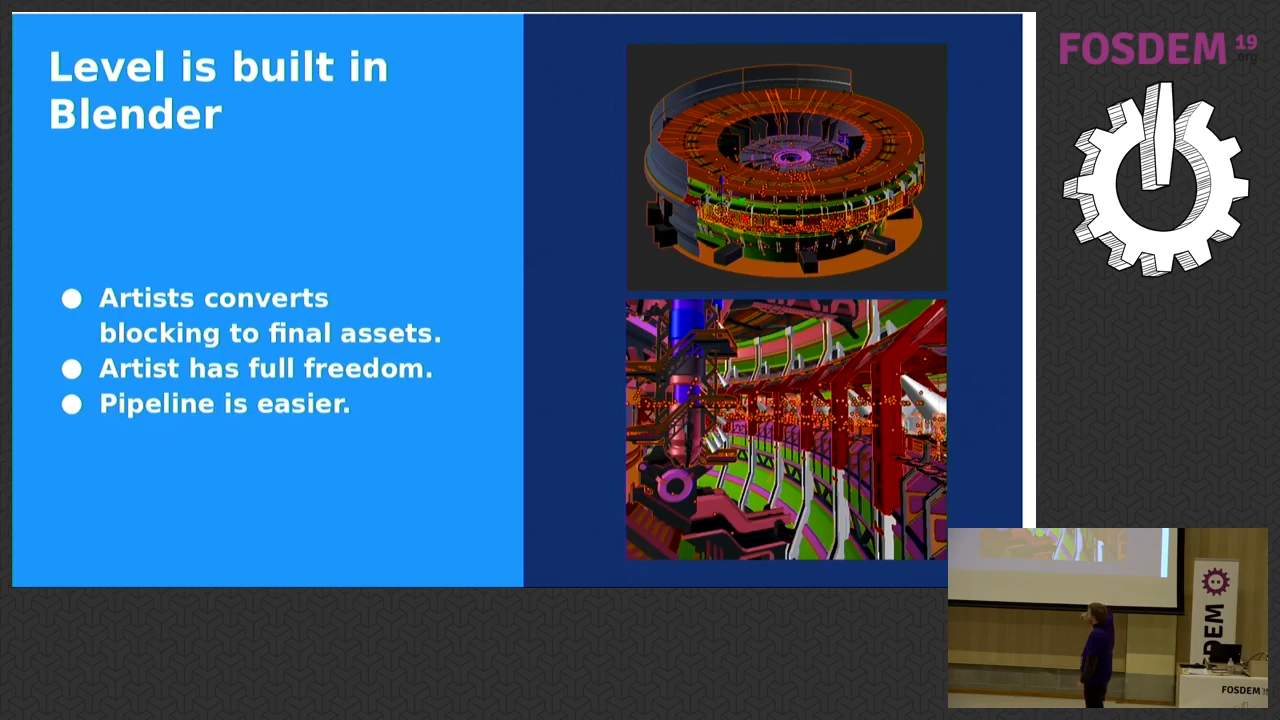 Level is built in
Blender
● Artists converts
blocking to final assets.
● Artist has full freedom.
● Pipeline is easier.
FOSDEM 19
.org
DEM
FOSDEM